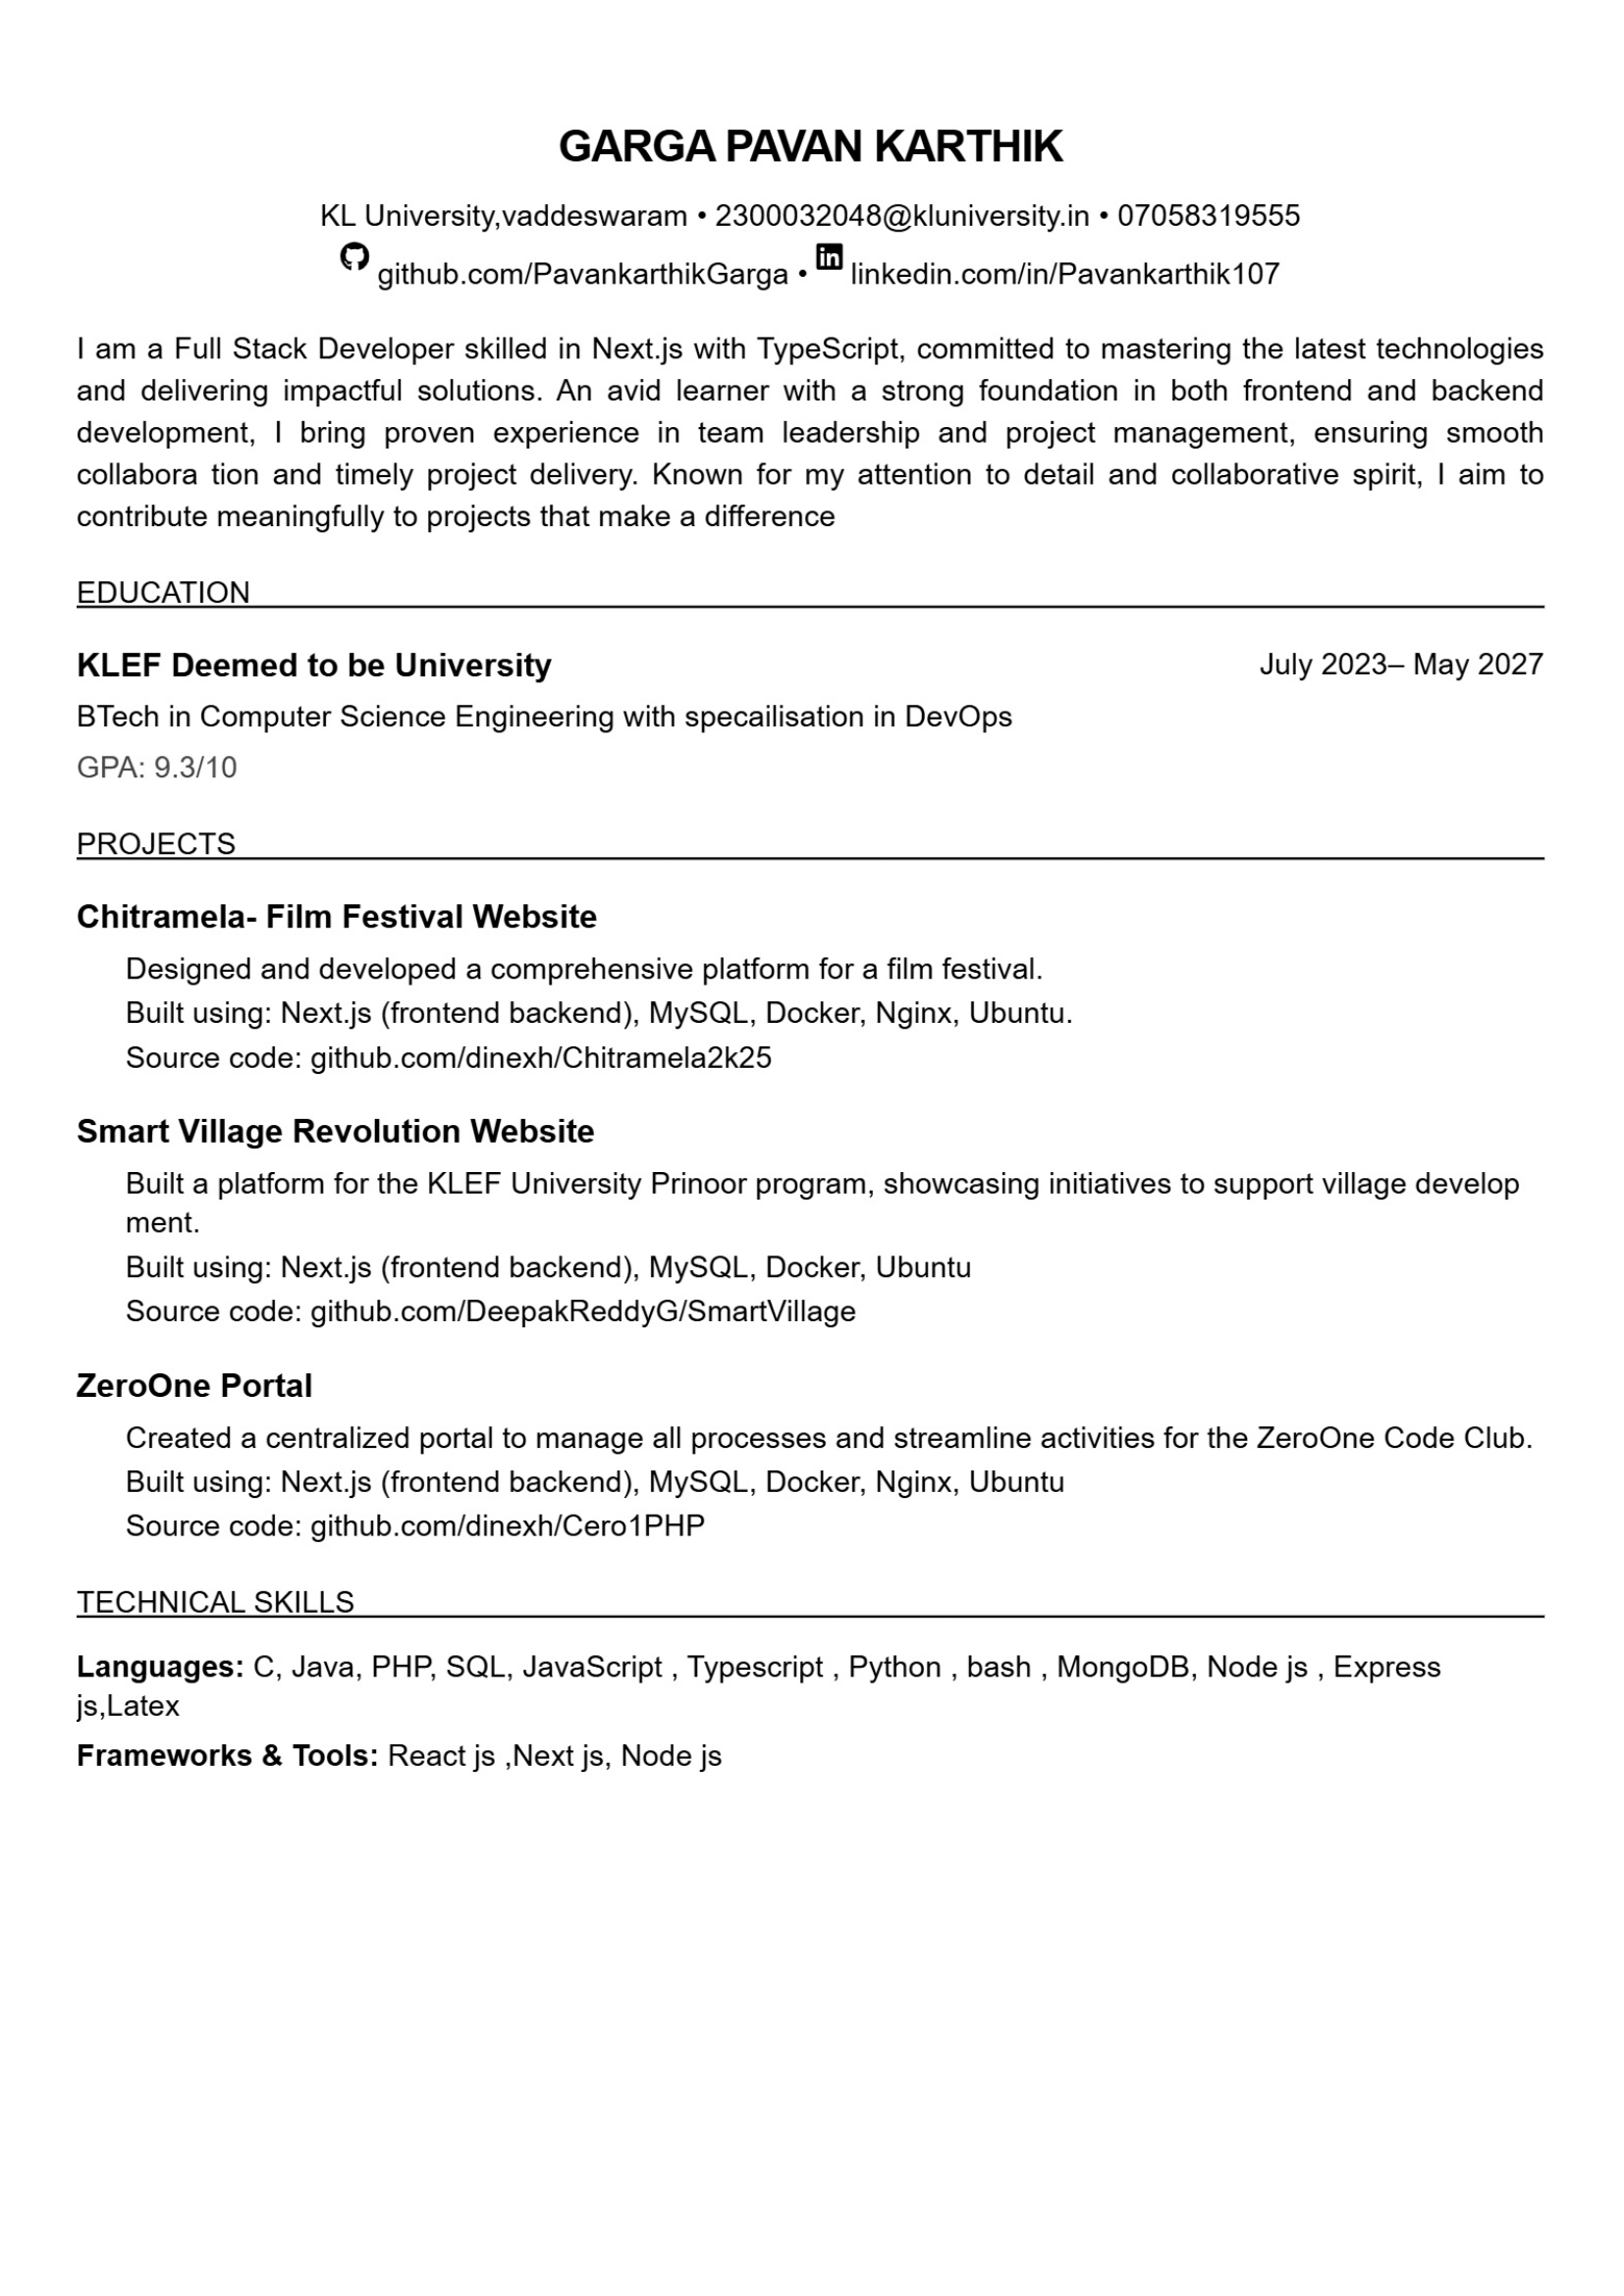 GARGA PAVAN KARTHIK
KL University,vaddeswaram • 2300032048@kluniversity.in • 07058319555
github.com/PavankarthikGarga • linkedin.com/in/Pavankarthik107
I am a Full Stack Developer skilled in Next.js with TypeScript, committed to mastering the latest technologies
and delivering impactful solutions. An avid learner with a strong foundation in both frontend and backend
development, I bring proven experience in team leadership and project management, ensuring smooth
collabora tion and timely project delivery. Known for my attention to detail and collaborative spirit, I aim to
contribute meaningfully to projects that make a difference
EDUCATION
KLEF Deemed to be University July 2023– May 2027
BTech in Computer Science Engineering with specailisation in DevOps
GPA: 9.3/10
PROJECTS
Chitramela- Film Festival Website
Designed and developed a comprehensive platform for a film festival.
Built using: Next.js (frontend backend), MySQL, Docker, Nginx, Ubuntu.
Source code: github.com/dinexh/Chitramela2k25
Smart Village Revolution Website
Built a platform for the KLEF University Prinoor program, showcasing initiatives to support village develop
ment.
Built using: Next.js (frontend backend), MySQL, Docker, Ubuntu
Source code: github.com/DeepakReddyG/SmartVillage
ZeroOne Portal
Created a centralized portal to manage all processes and streamline activities for the ZeroOne Code Club.
Built using: Next.js (frontend backend), MySQL, Docker, Nginx, Ubuntu
Source code: github.com/dinexh/Cero1PHP
TECHNICAL SKILLS
Languages: C, Java, PHP, SQL, JavaScript , Typescript , Python , bash , MongoDB, Node js , Express
js,Latex
Frameworks & Tools: React js ,Next js, Node js